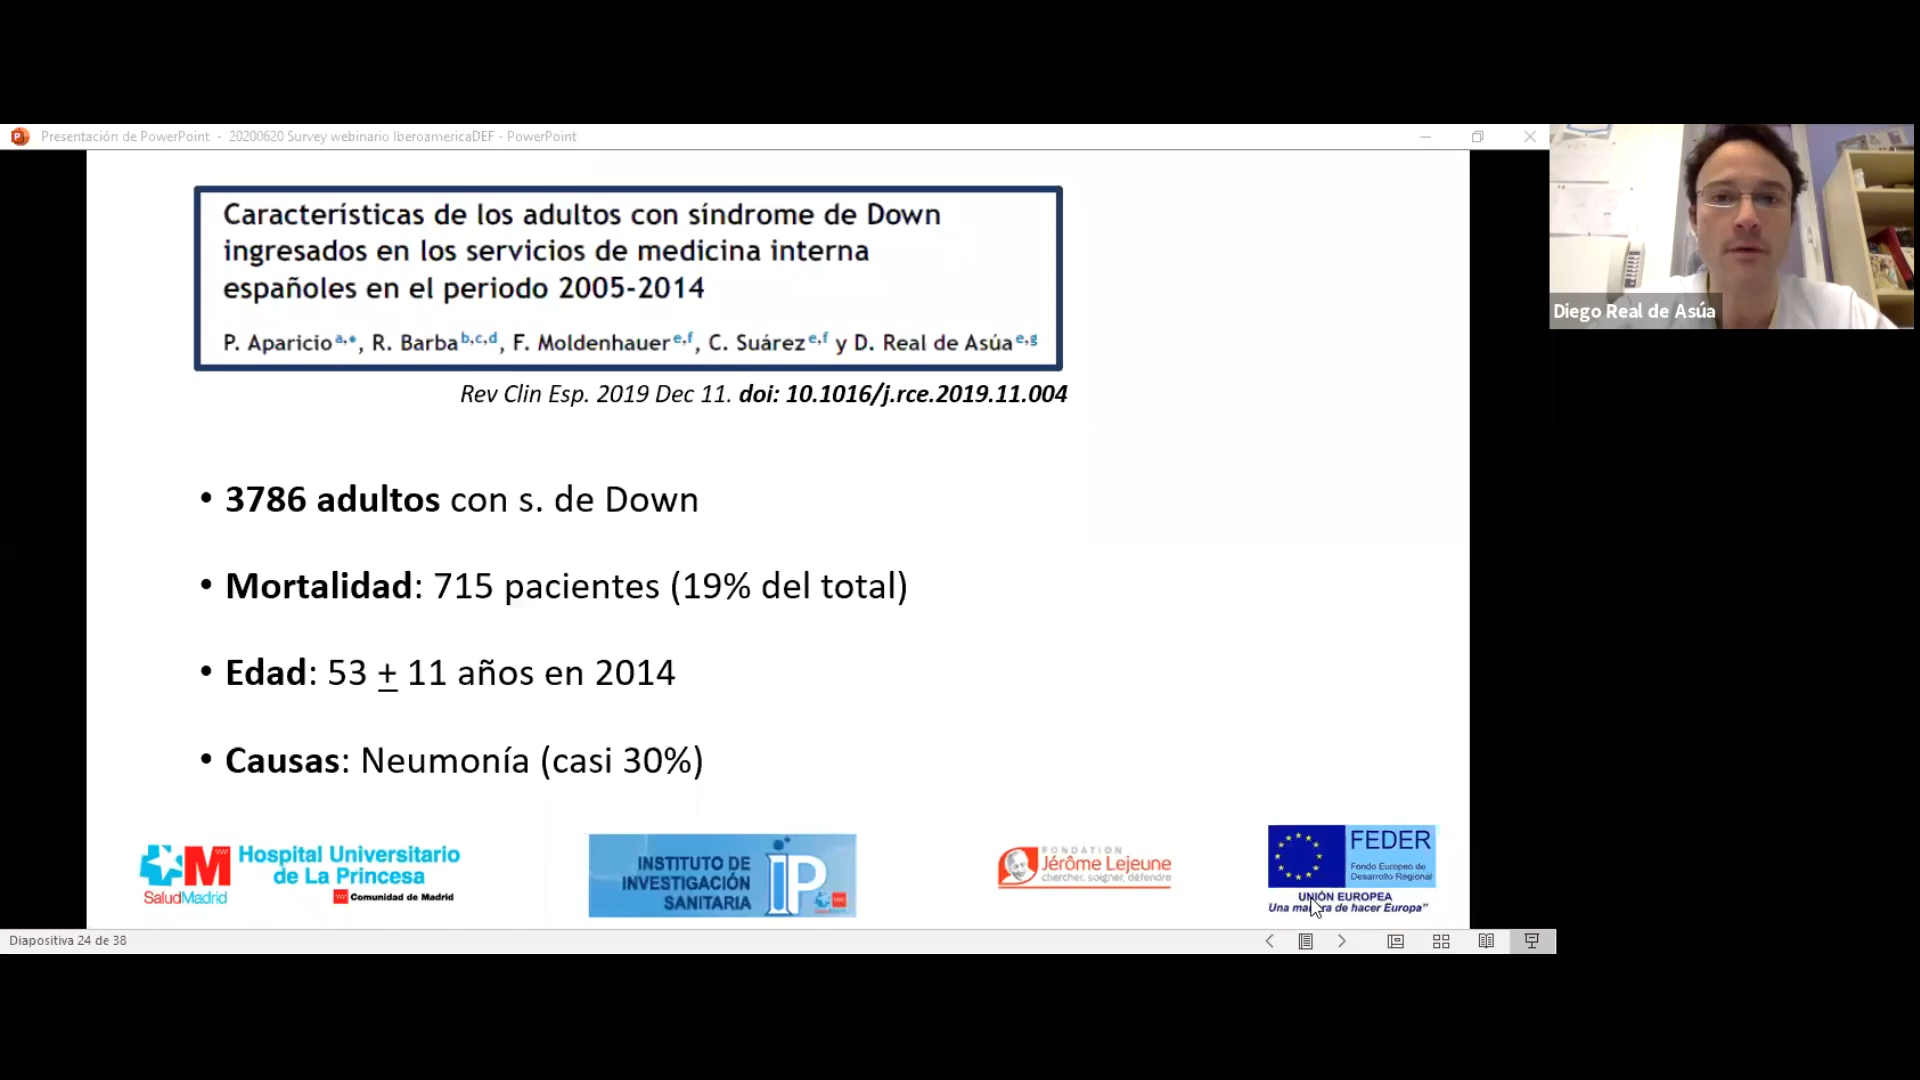 Presentación de PowerPoint - 20200620 Survey webinario IberoamericaDEF - PowerPoint
Características de los adultos con síndrome de Down
ingresados en los servicios de medicina interna
españoles en el periodo 2005-2014
P. Aparicio a,*, R. Barba b,c,d, F. Moldenhauer e,f, C. Suárez e,f y D. Real de Asúa e,g
Rev Clin Esp. 2019 Dec 11. doi: 10.1016/j.rce.2019.11.004
• 3786 adultos con s. de Down
• Mortalidad: 715 pacientes (19% del total)
• Edad: 53 ± 11 años en 2014
• Causas: Neumonía (casi 30%)
Diego Real de Asúa
SaludMadrid
Hospital Universitario
de La Princesa
Comunidad de Madrid
INSTITUTO DE
INVESTIGACIÓN
SANITARIA
iP
FONDATION
Jérôme Lejeune
chercher, soigner, défendre
FEDER
Fondo Europeo de
Desarrollo Regional
UNIÓN EUROPEA
Una manera de hacer Europa"
Diapositiva 24 de 38